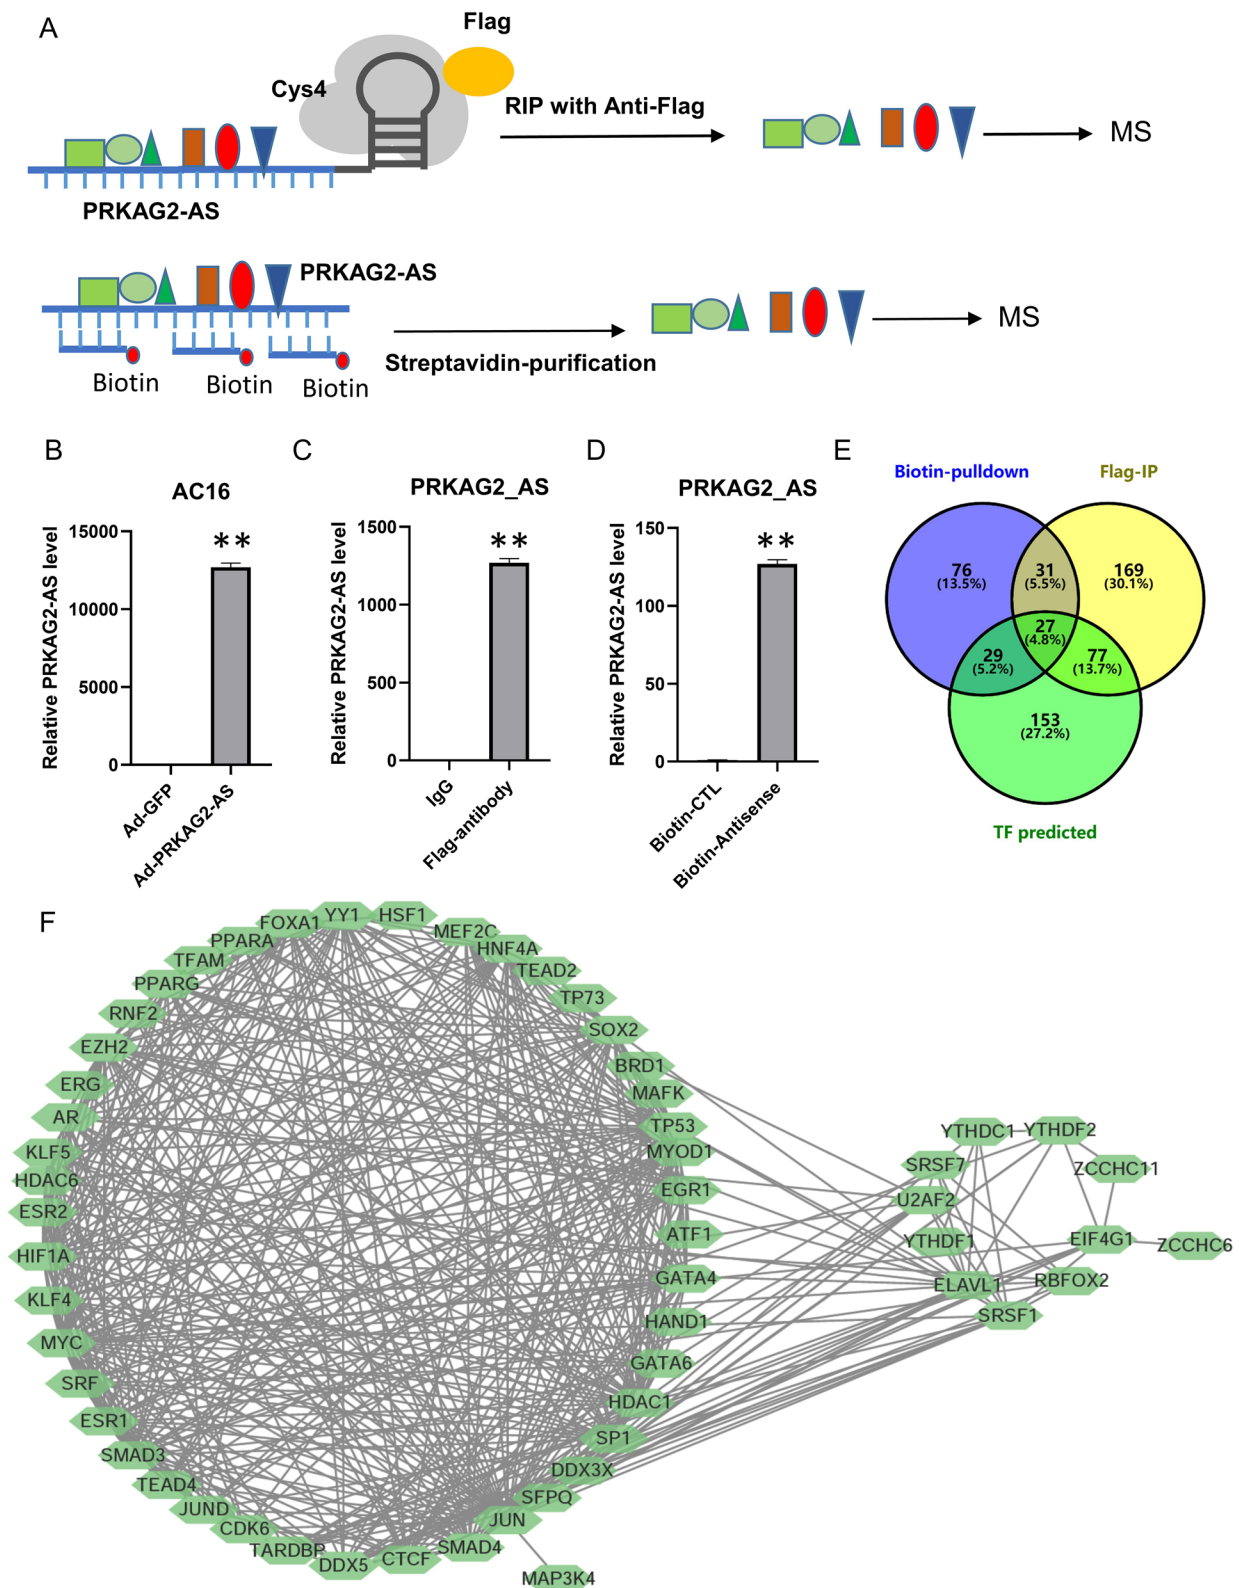 A
Flag
Cys4
RIP with Anti-Flag
MS
PRKAG2-AS
PRKAG2-AS
MS
Streptavidin-purification
Biotin
Biotin
Biotin
B
AC16
Relative PRKAG2-AS level
15000
10000
5000
0
**
Ad-GFP
Ad-PRKAG2-AS
C
PRKAG2_AS
Relative PRKAG2-AS level
1500
1000
500
0
**
IgG
Flag-antibody
D
PRKAG2_AS
Relative PRKAG2-AS level
150
100
50
0
**
Biotin-CTL
Biotin-Antisense
E
Biotin-pulldown
Flag-IP
76
(13.5%)
31
(5.5%)
169
(30.1%)
27
(4.8%)
29
(5.2%)
77
(13.7%)
153
(27.2%)
TF predicted
F
YY1
HSF1
FOXA1
MEF2C
PPARA
HNF4A
TFAM
TEAD2
PPARG
TP73
RNF2
SOX2
EZH2
BRD1
ERG
MAFK
AR
TP53
KLF5
MYOD1
HDAC6
EGR1
ESR2
ATF1
HIF1A
GATA4
KLF4
HAND1
MYC
GATA6
SRF
HDAC1
ESR1
SP1
SMAD3
DDX3X
TEAD4
SFPQ
JUND
JUN
CDK6
SMAD4
TARDBP
CTCF
DDX5
MAP3K4
YTHDC1
YTHDF2
SRSF7
ZCCHC11
U2AF2
YTHDF1
EIF4G1
ZCCHC6
ELAVL1
RBFOX2
SRSF1